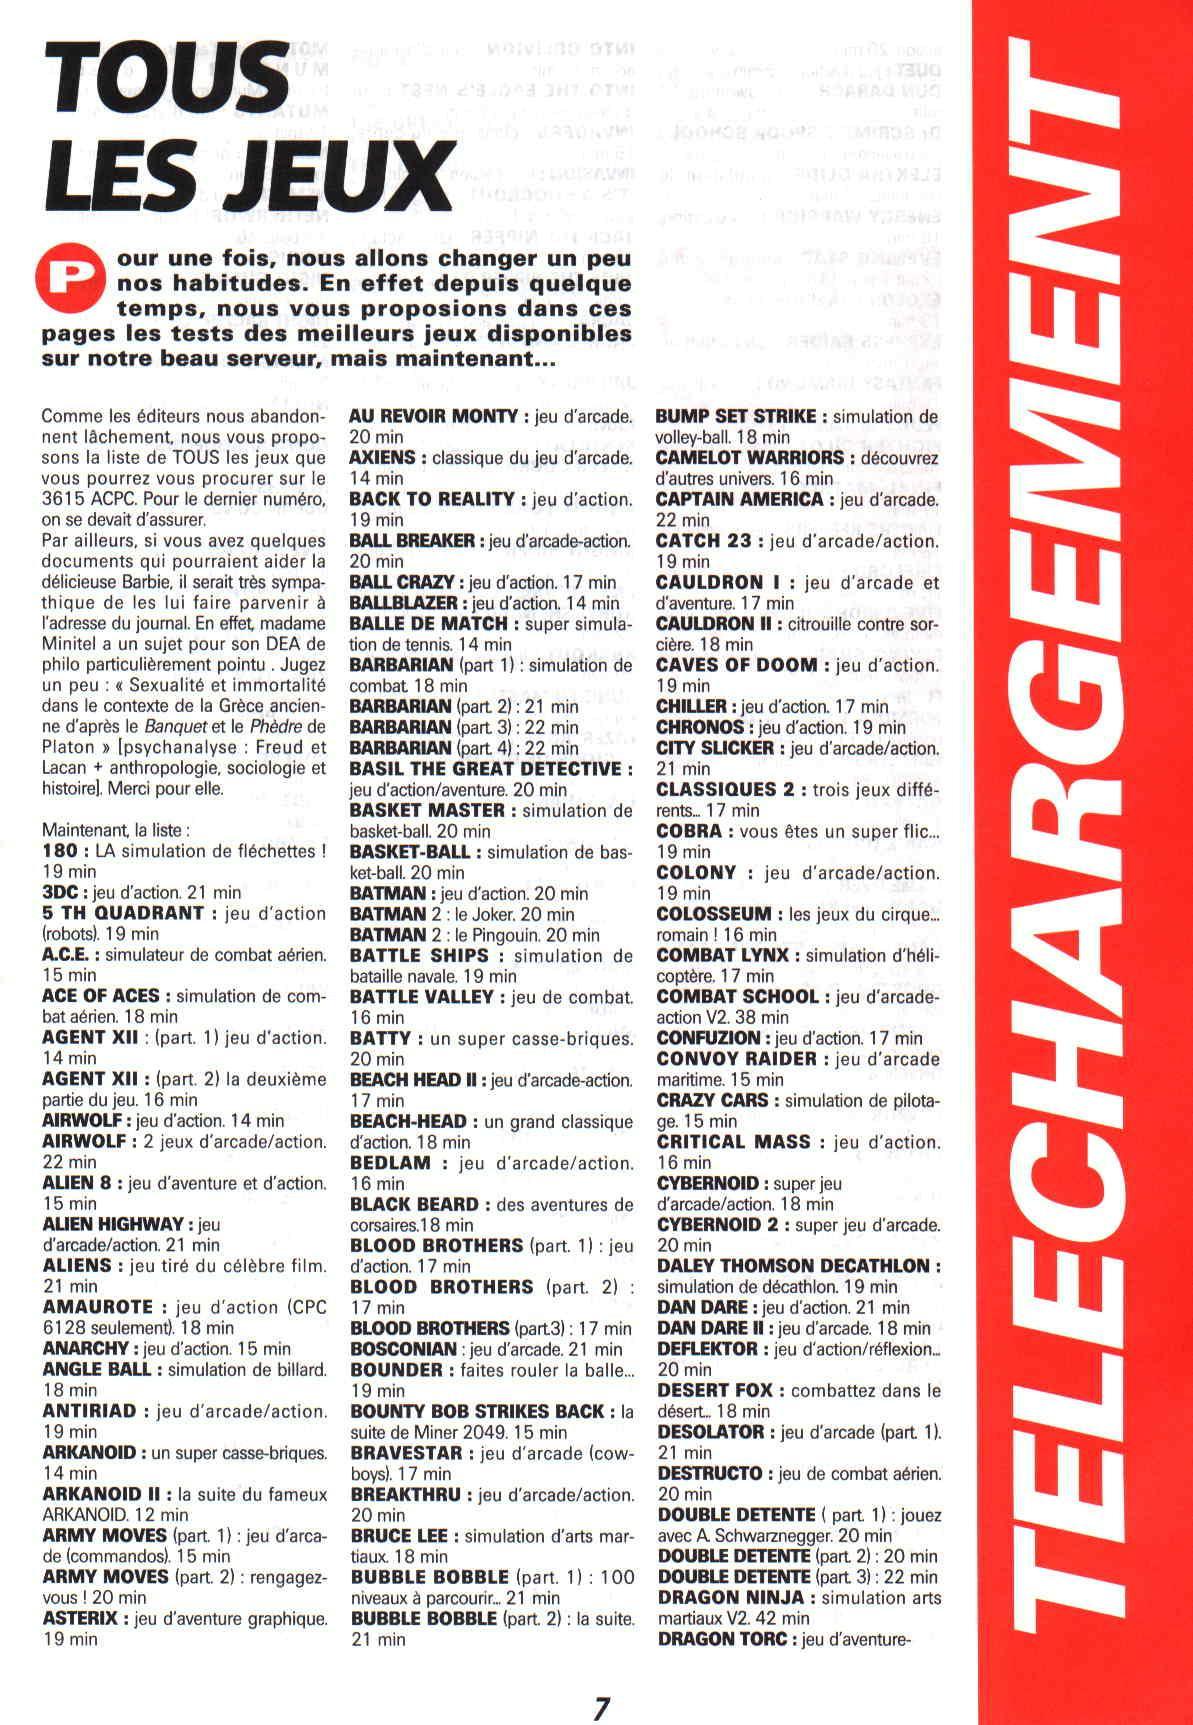 TOUS
LES JEUX
Pour une fois, nous allons changer un peu
nos habitudes. En effet depuis quelque
temps, nous vous proposions dans ces
pages les tests des meilleurs jeux disponibles
sur notre beau serveur, mais maintenant...
Comme les éditeurs nous abandon-
nent lâchement, nous vous propo-
sons la liste de TOUS les jeux que
vous pourrez vous procurer sur le
3615 ACPC. Pour le dernier numéro,
on se devait d'assurer.
Par ailleurs, si vous avez quelques
documents qui pourraient aider la
délicieuse Barbie, il serait très sympa-
thique de les lui faire parvenir à
l'adresse du journal. En effet, madame
Minitel a un sujet pour son DEA de
philo particulièrement pointu . Jugez
un peu : « Sexualité et immortalité
dans le contexte de la Grèce ancien-
ne d'après le Banquet et le Phèdre de
Platon » [psychanalyse : Freud et
Lacan + anthropologie, sociologie et
histoire]. Merci pour elle.
Maintenant, la liste :
180 : LA simulation de fléchettes !
19 min
3DC : jeu d'action. 21 min
5 TH QUADRANT : jeu d'action
(robots). 19 min
A.C.E. : simulateur de combat aérien.
15 min
ACE OF ACES : simulation de com-
bat aérien. 18 min
AGENT XII : (part. 1) jeu d'action.
14 min
AGENT XII : (part. 2) la deuxième
partie du jeu. 16 min
AIRWOLF : jeu d'action. 14 min
AIRWOLF : 2 jeux d'arcade/action.
22 min
ALIEN 8 : jeu d'aventure et d'action.
15 min
ALIEN HIGHWAY : jeu
d'arcade/action. 21 min
ALIENS : jeu tiré du célèbre film.
21 min
AMAUROTE : jeu d'action (CPC
6128 seulement). 18 min
ANARCHY : jeu d'action. 15 min
ANGLE BALL : simulation de billard.
18 min
ANTIRIAD : jeu d'arcade/action.
19 min
ARKANOID : un super casse-briques.
14 min
ARKANOID II : la suite du fameux
ARKANOID. 12 min
ARMY MOVES (part. 1) : jeu d'arca-
de (commandos). 15 min
ARMY MOVES (part. 2) : rengagez-
vous ! 20 min
ASTERIX : jeu d'aventure graphique.
19 min
AU REVOIR MONTY : jeu d'arcade.
20 min
AXIENS : classique du jeu d'arcade.
14 min
BACK TO REALITY : jeu d'action.
19 min
BALL BREAKER : jeu d'arcade-action.
20 min
BALL CRAZY : jeu d'action. 17 min
BALLBLAZER : jeu d'action. 14 min
BALLE DE MATCH : super simula-
tion de tennis. 14 min
BARBARIAN (part 1) : simulation de
combat. 18 min
BARBARIAN (part. 2) : 21 min
BARBARIAN (part. 3) : 22 min
BARBARIAN (part. 4) : 22 min
BASIL THE GREAT DETECTIVE :
jeu d'action/aventure. 20 min
BASKET MASTER : simulation de
basket-ball. 20 min
BASKET-BALL : simulation de bas-
ket-ball. 20 min
BATMAN : jeu d'action. 20 min
BATMAN 2 : le Joker. 20 min
BATMAN 2 : le Pingouin. 20 min
BATTLE SHIPS : simulation de
bataille navale. 19 min
BATTLE VALLEY : jeu de combat.
16 min
BATTY : un super casse-briques.
20 min
BEACH HEAD II : jeu d'arcade-action.
17 min
BEACH-HEAD : un grand classique
d'action. 18 min
BEDLAM : jeu d'arcade/action.
16 min
BLACK BEARD : des aventures de
corsaires.18 min
BLOOD BROTHERS (part. 1) : jeu
d'action. 17 min
BLOOD BROTHERS (part. 2) :
17 min
BLOOD BROTHERS (part.3) : 17 min
BOSCONIAN : jeu d'arcade. 21 min
BOUNDER : faites rouler la balle...
19 min
BOUNTY BOB STRIKES BACK : la
suite de Miner 2049. 15 min
BRAVESTAR : jeu d'arcade (cow-
boys). 17 min
BREAKTHRU : jeu d'arcade/action.
20 min
BRUCE LEE : simulation d'arts mar-
tiaux. 18 min
BUBBLE BOBBLE (part. 1) : 100
niveaux à parcourir... 21 min
BUBBLE BOBBLE (part. 2) : la suite.
21 min
BUMP SET STRIKE : simulation de
volley-ball. 18 min
CAMELOT WARRIORS : découvrez
d'autres univers. 16 min
CAPTAIN AMERICA : jeu d'arcade.
22 min
CATCH 23 : jeu d'arcade/action.
19 min
CAULDRON I : jeu d'arcade et
d'aventure. 17 min
CAULDRON II : citrouille contre sor-
cière. 18 min
CAVES OF DOOM : jeu d'action.
19 min
CHILLER : jeu d'action. 17 min
CHRONOS : jeu d'action. 19 min
CITY SLICKER : jeu d'arcade/action.
21 min
CLASSIQUES 2 : trois jeux diffé-
rents... 17 min
COBRA : vous êtes un super flic...
19 min
COLONY : jeu d'arcade/action.
19 min
COLOSSEUM : les jeux du cirque...
romain ! 16 min
COMBAT LYNX : simulation d'héli-
coptère. 17 min
COMBAT SCHOOL : jeu d'arcade-
action V2. 38 min
CONFUZION : jeu d'action. 17 min
CONVOY RAIDER : jeu d'arcade
maritime. 15 min
CRAZY CARS : simulation de pilota-
ge. 15 min
CRITICAL MASS : jeu d'action.
16 min
CYBERNOID : super jeu
d'arcade/action. 18 min
CYBERNOID 2 : super jeu d'arcade.
20 min
DALEY THOMSON DECATHLON :
simulation de décathlon. 19 min
DAN DARE : jeu d'action. 21 min
DAN DARE II : jeu d'arcade. 18 min
DEFLEKTOR : jeu d'action/réflexion...
20 min
DESERT FOX : combattez dans le
désert... 18 min
DESOLATOR : jeu d'arcade (part. 1).
21 min
DESTRUCTO : jeu de combat aérien.
20 min
DOUBLE DETENTE ( part. 1) : jouez
avec A. Schwarznegger. 20 min
DOUBLE DETENTE (part. 2) : 20 min
DOUBLE DETENTE (part. 3) : 22 min
DRAGON NINJA : simulation arts
martiaux V2. 42 min
DRAGON TORC : jeu d'aventure-
TELECHARGEMENT
7